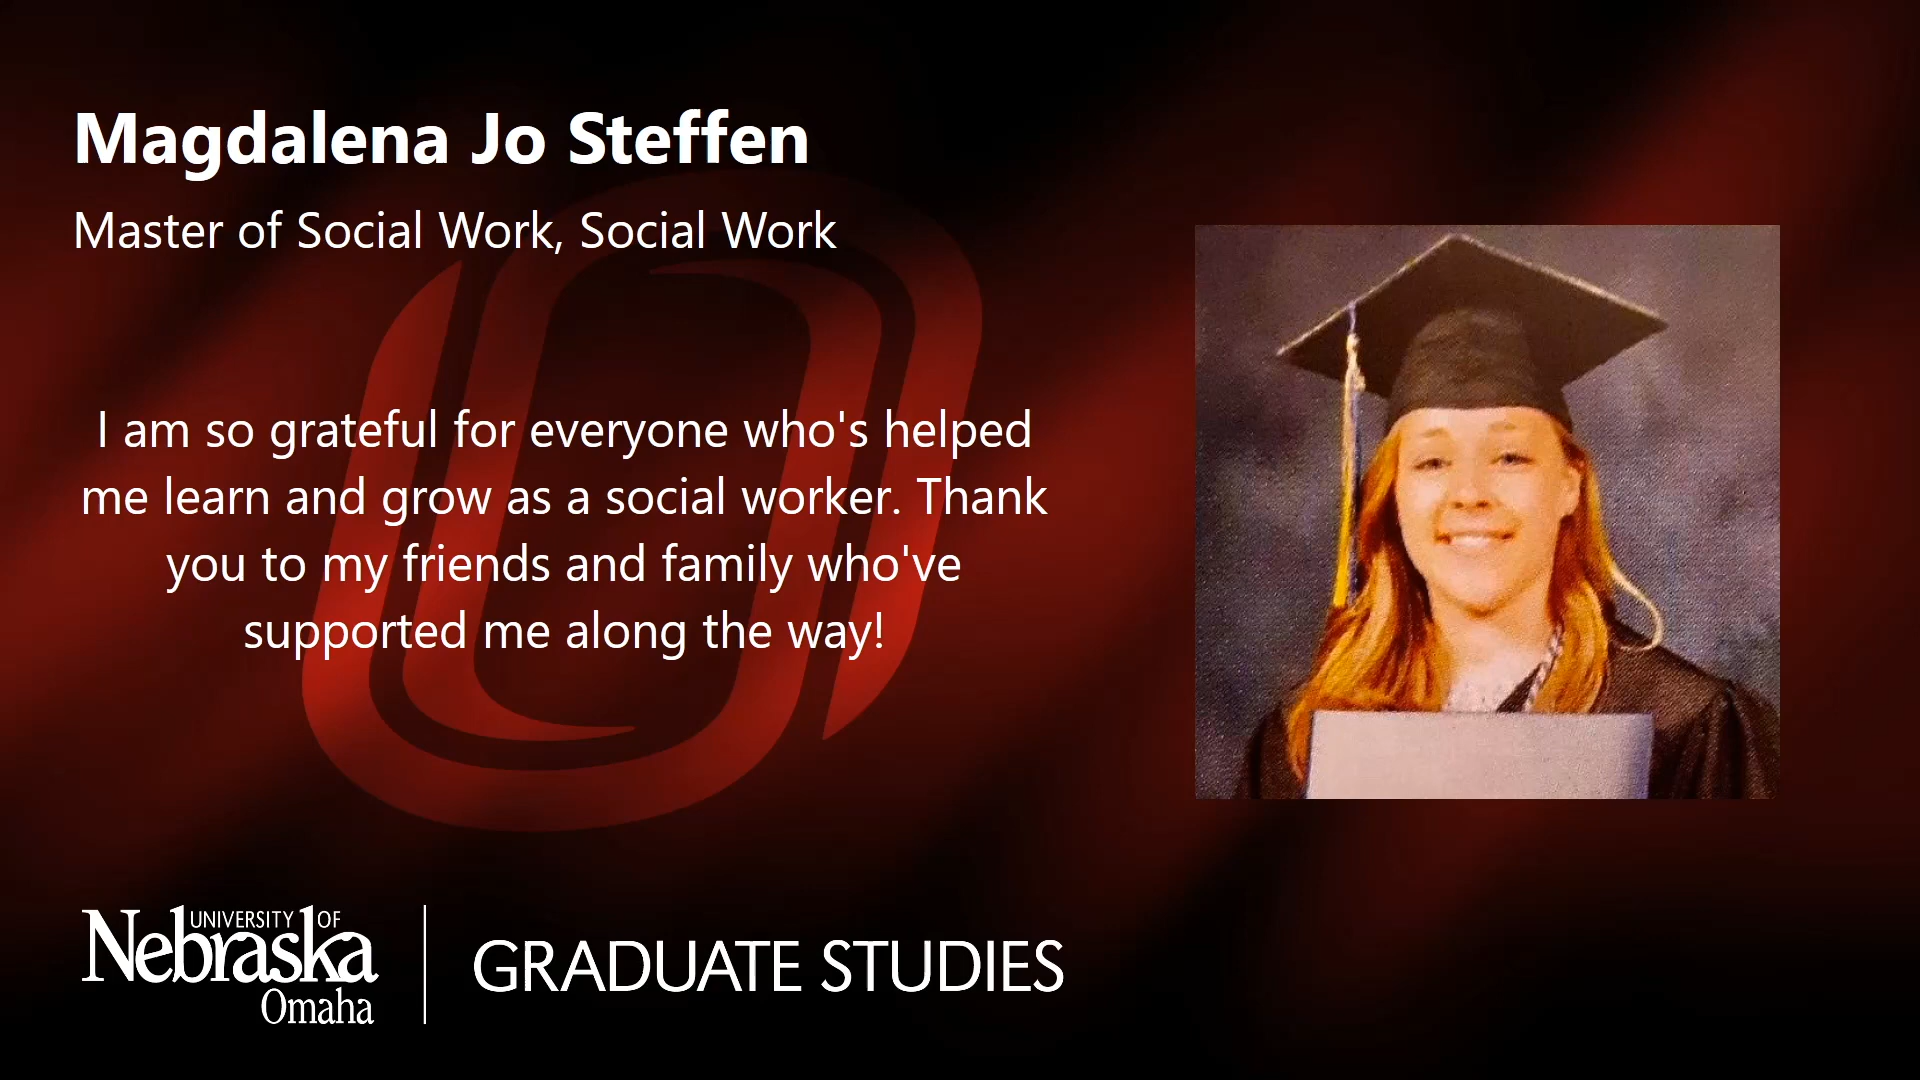 Magdalena Jo Steffen
Master of Social Work, Social Work
I am so grateful for everyone who's helped
me learn and grow as a social worker. Thank
you to my friends and family who've
supported me along the way!
UNIVERSITY OF
Nebraska
Omaha
GRADUATE STUDIES